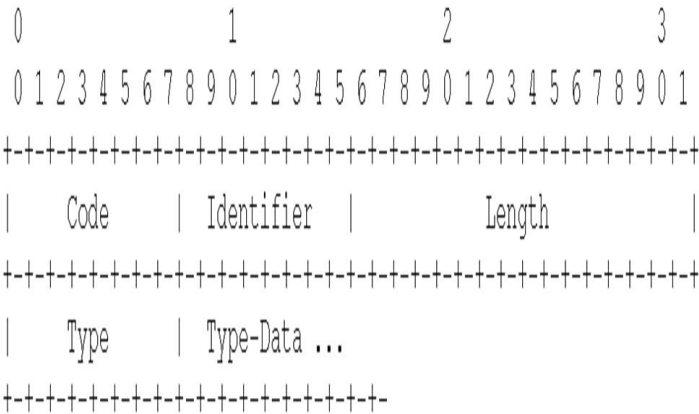 0                   1                   2                   3
0 1 2 3 4 5 6 7 8 9 0 1 2 3 4 5 6 7 8 9 0 1 2 3 4 5 6 7 8 9 0 1
+-+-+-+-+-+-+-+-+-+-+-+-+-+-+-+-+-+-+-+-+-+-+-+-+-+-+-+-+-+-+-+-+
|     Code      |  Identifier   |            Length             |
+-+-+-+-+-+-+-+-+-+-+-+-+-+-+-+-+-+-+-+-+-+-+-+-+-+-+-+-+-+-+-+-+
|     Type      |  Type-Data ...
+-+-+-+-+-+-+-+-+-+-+-+-+-+-+-+-+-+-